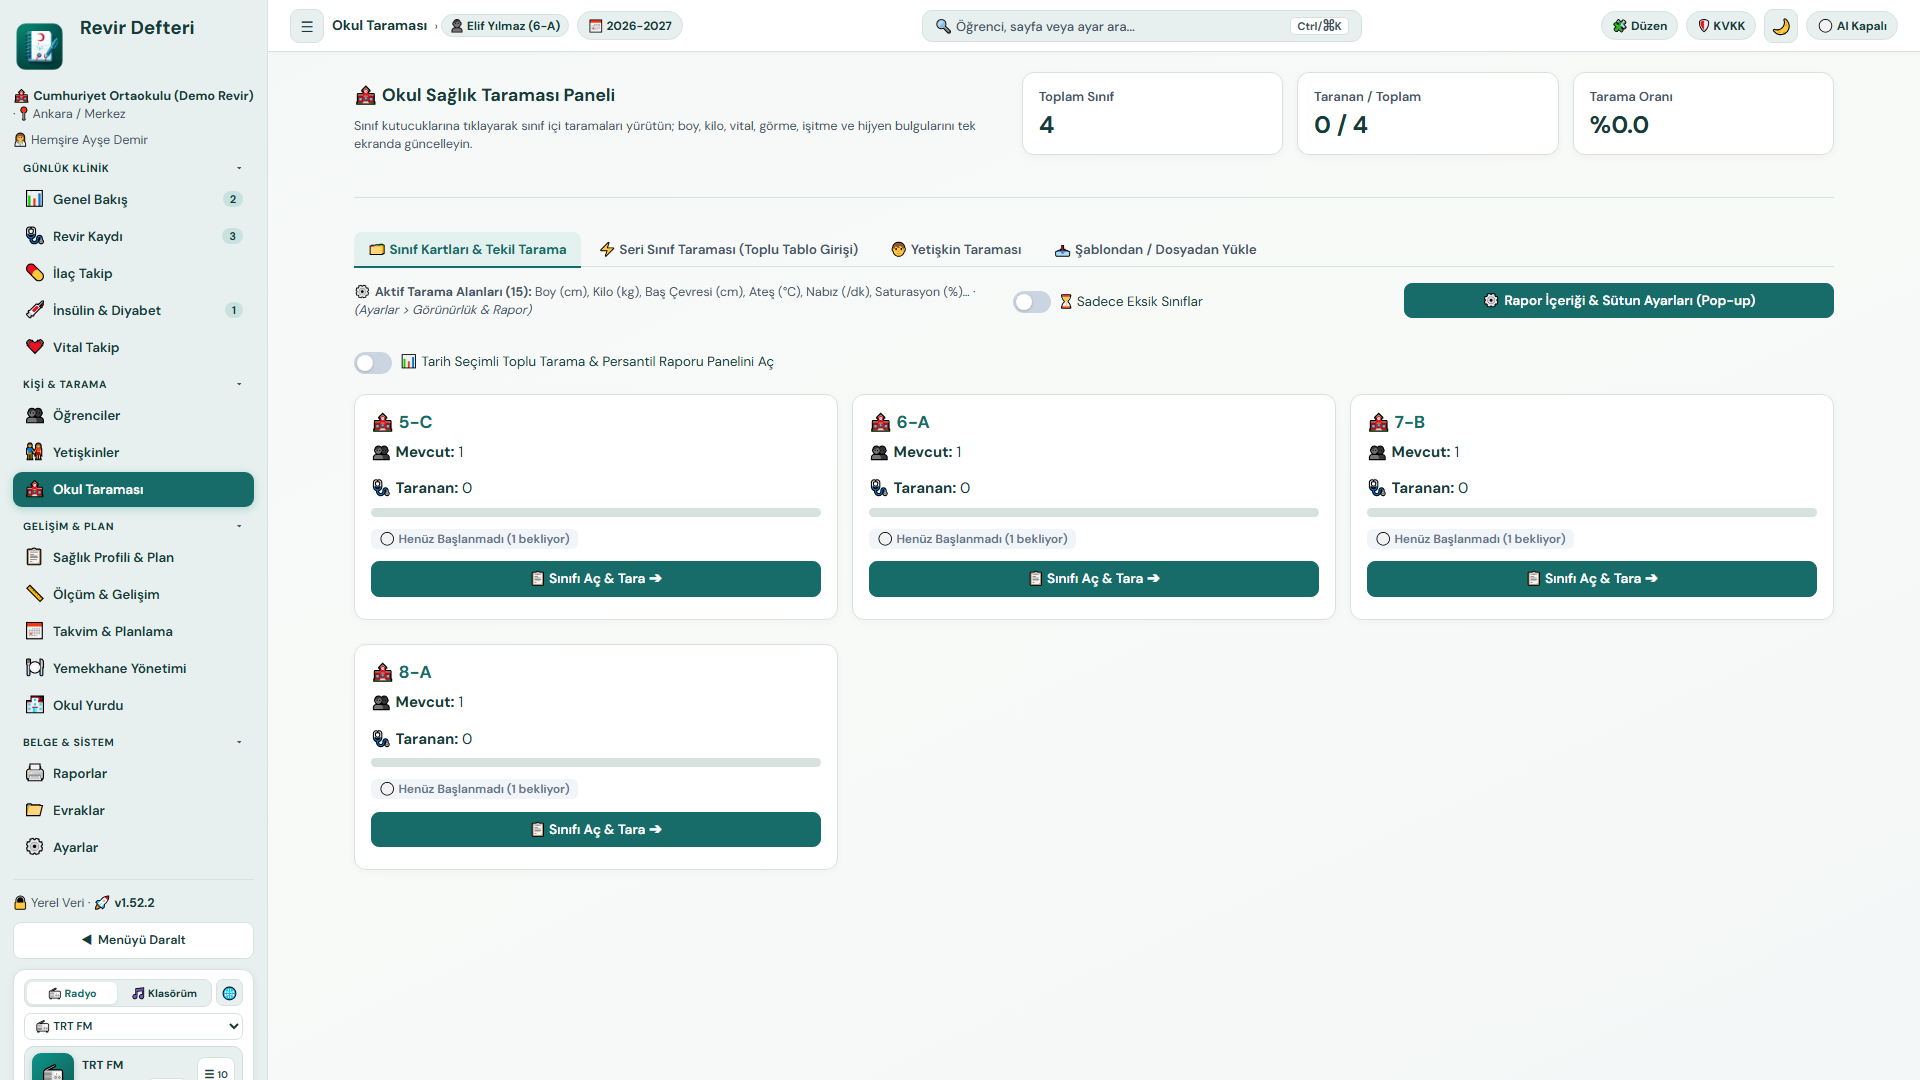 Revir Defteri
Cumhuriyet Ortaokulu (Demo Revir)
· Ankara / Merkez
Hemşire Ayşe Demir
GÜNLÜK KLİNİK
Genel Bakış 2
Revir Kaydı 3
İlaç Takip
İnsülin & Diyabet 1
Vital Takip
KİŞİ & TARAMA
Öğrenciler
Yetişkinler
Okul Taraması
GELİŞİM & PLAN
Sağlık Profili & Plan
Ölçüm & Gelişim
Takvim & Planlama
Yemekhane Yönetimi
Okul Yurdu
BELGE & SİSTEM
Raporlar
Evraklar
Ayarlar
Yerel Veri · v1.52.2
◀ Menüyü Daralt
Radyo Klasörüm
TRT FM
TRT FM
☰ 10
☰ Okul Taraması › Elif Yılmaz (6-A) 2026-2027
Öğrenci, sayfa veya ayar ara... Ctrl/⌘K
Düzen KVKK AI Kapalı
Okul Sağlık Taraması Paneli
Sınıf kutucuklarına tıklayarak sınıf içi taramaları yürütün; boy, kilo, vital, görme, işitme ve hijyen bulgularını tek
ekranda güncelleyin.
Toplam Sınıf
4
Taranan / Toplam
0 / 4
Tarama Oranı
%0.0
Sınıf Kartları & Tekil Tarama
Seri Sınıf Taraması (Toplu Tablo Girişi)
Yetişkin Taraması
Şablondan / Dosyadan Yükle
Aktif Tarama Alanları (15): Boy (cm), Kilo (kg), Baş Çevresi (cm), Ateş (°C), Nabız (/dk), Saturasyon (%)... ·
(Ayarlar > Görünürlük & Rapor)
Sadece Eksik Sınıflar
Rapor İçeriği & Sütun Ayarları (Pop-up)
Tarih Seçimli Toplu Tarama & Persantil Raporu Panelini Aç
5-C
Mevcut: 1
Taranan: 0
Henüz Başlanmadı (1 bekliyor)
Sınıfı Aç & Tara ➔
6-A
Mevcut: 1
Taranan: 0
Henüz Başlanmadı (1 bekliyor)
Sınıfı Aç & Tara ➔
7-B
Mevcut: 1
Taranan: 0
Henüz Başlanmadı (1 bekliyor)
Sınıfı Aç & Tara ➔
8-A
Mevcut: 1
Taranan: 0
Henüz Başlanmadı (1 bekliyor)
Sınıfı Aç & Tara ➔